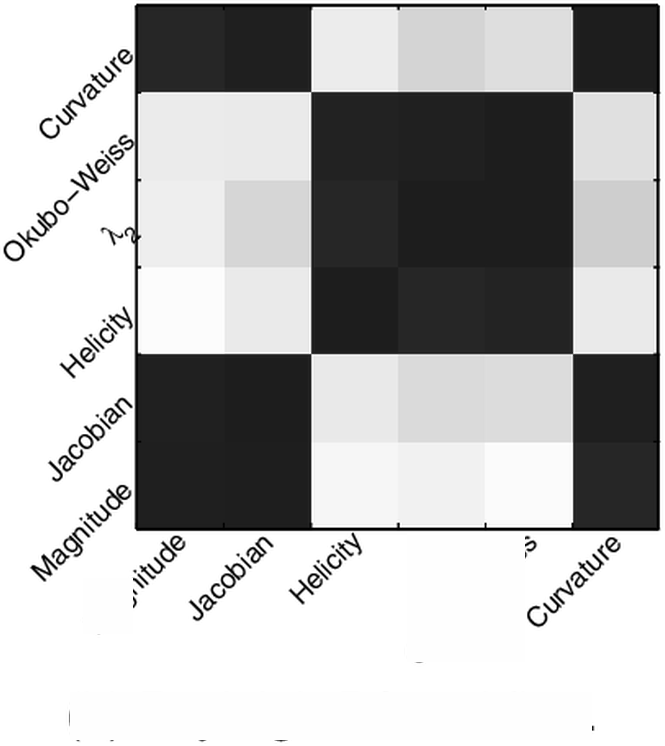 Curvature
Okubo–Weiss
λ₂
Helicity
Jacobian
Magnitude
Jacobian
Helicity
Curvature